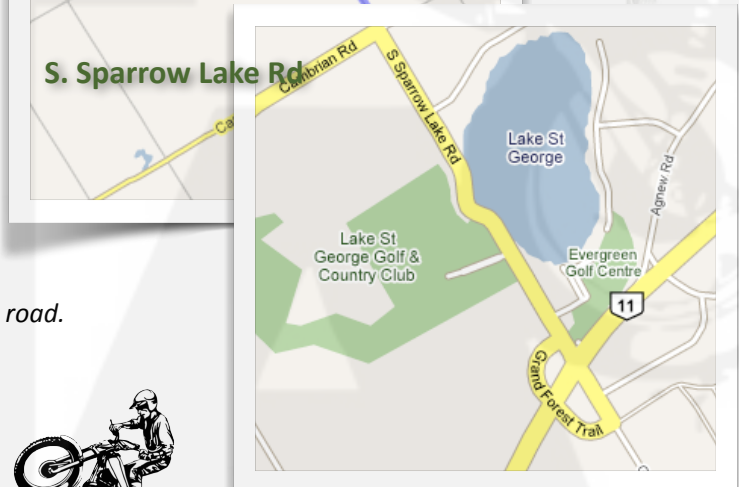 S. Sparrow Lake Rd
Cambrian Rd
S Sparrow Lake Rd
Lake St
George
Agnew Rd
Lake St
George Golf &
Country Club
Evergreen
Golf Centre
11
road.
Grand Forest Trail